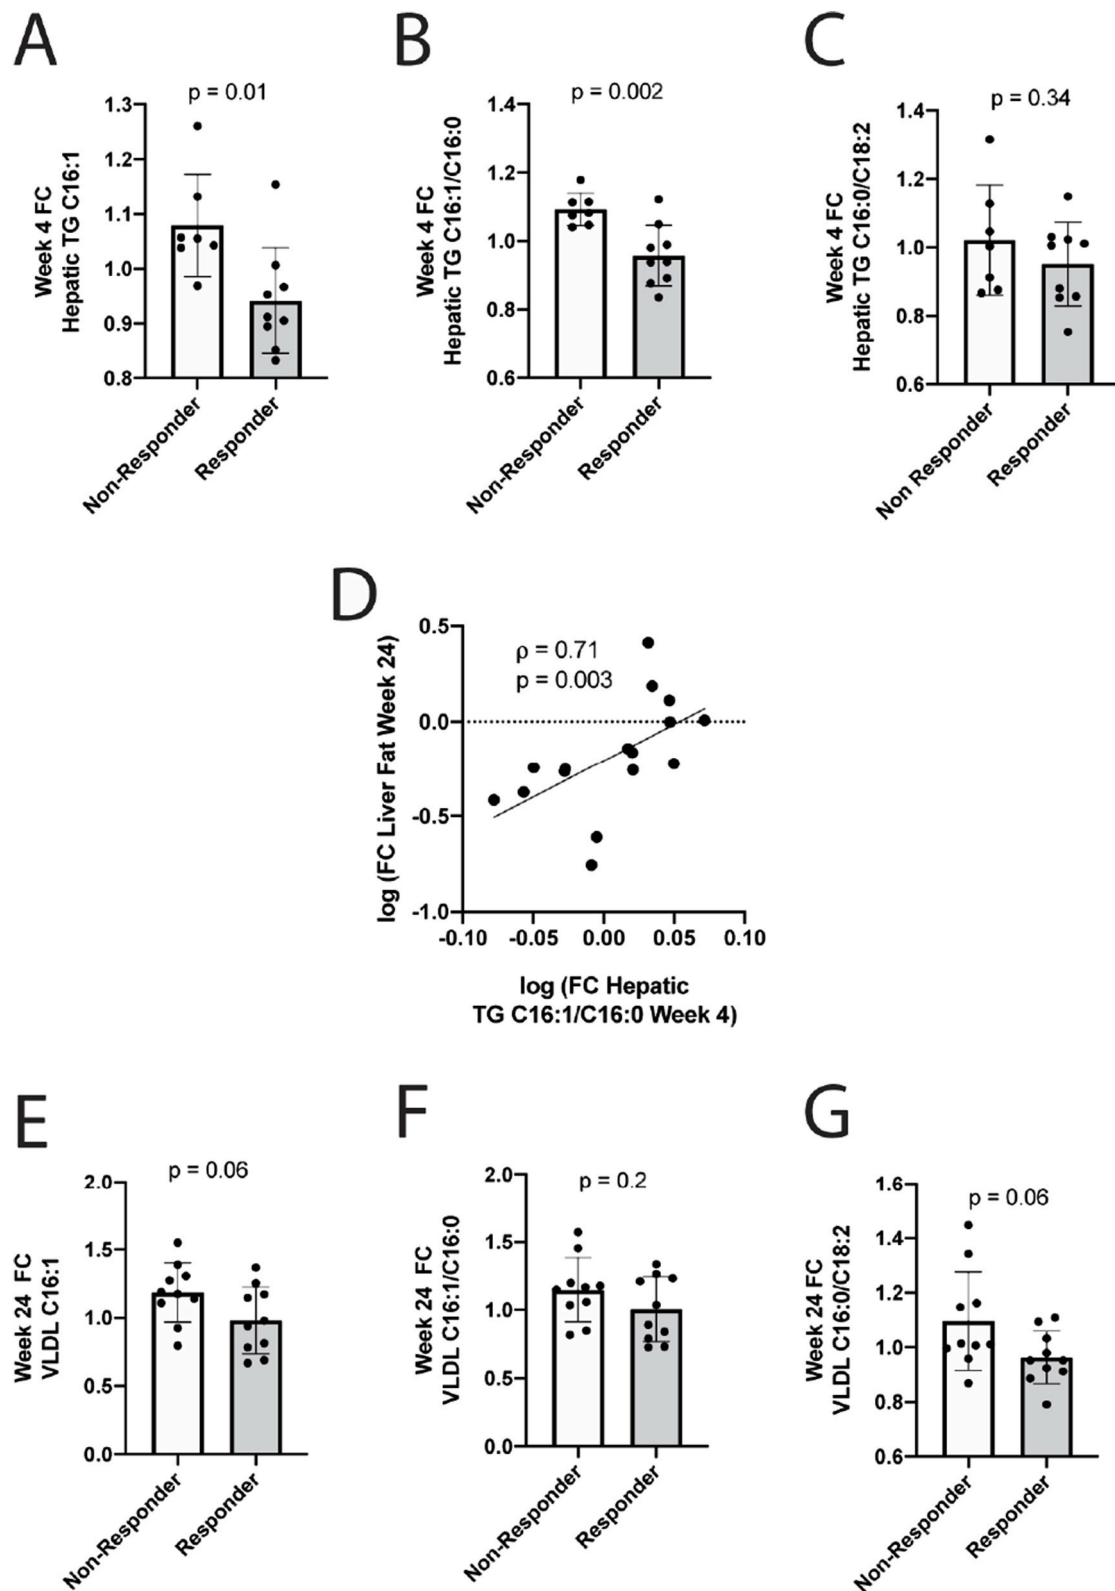 A
p = 0.01
Week 4 FC
Hepatic TG C16:1
1.3
1.2
1.1
1.0
0.9
0.8
Non-Responder
Responder
B
p = 0.002
Week 4 FC
Hepatic TG C16:1/C16:0
1.4
1.2
1.0
0.8
0.6
Non-Responder
Responder
C
p = 0.34
Week 4 FC
Hepatic TG C16:0/C18:2
1.4
1.2
1.0
0.8
0.6
Non Responder
Responder
D
log (FC Liver Fat Week 24)
0.5
0.0
-0.5
-1.0
ρ = 0.71
p = 0.003
-0.10
-0.05
0.00
0.05
0.10
log (FC Hepatic
TG C16:1/C16:0 Week 4)
E
p = 0.06
Week 24 FC
VLDL C16:1
2.0
1.5
1.0
0.5
0.0
Non-Responder
Responder
F
p = 0.2
Week 24 FC
VLDL C16:1/C16:0
2.0
1.5
1.0
0.5
0.0
Non-Responder
Responder
G
p = 0.06
Week 24 FC
VLDL C16:0/C18:2
1.6
1.4
1.2
1.0
0.8
0.6
Non-Responder
Responder